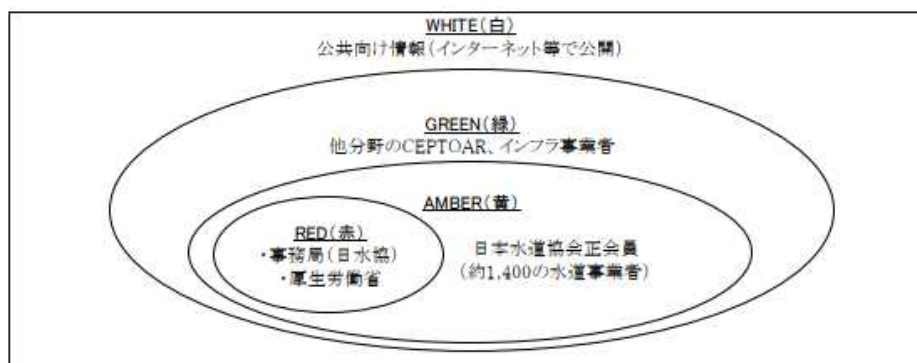 WHITE(白)
公共向け情報(インターネット等で公開)
GREEN(緑)
他分野のCEPTOAR、インフラ事業者
AMBER(黄)
RED(赤)
・事務局(日水協)
・厚生労働省
日本水道協会正会員
(約1,400の水道事業者)